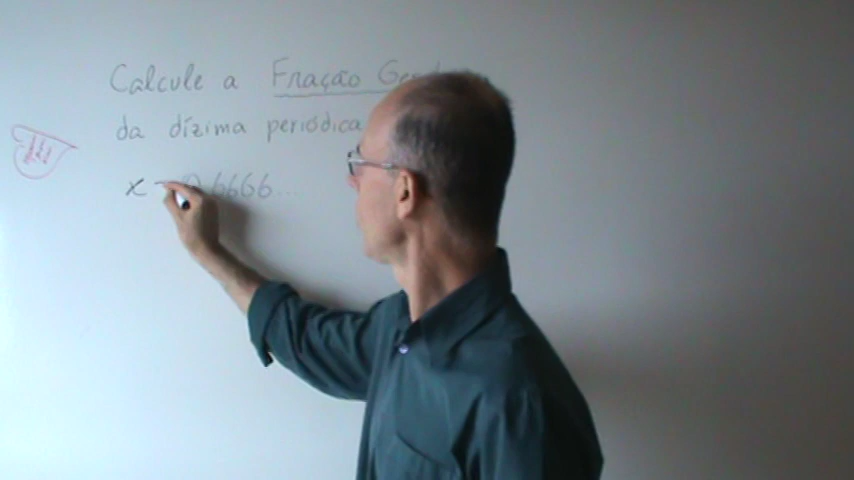 Calcule a Fração
da dízima periódica
x = 0,6666...